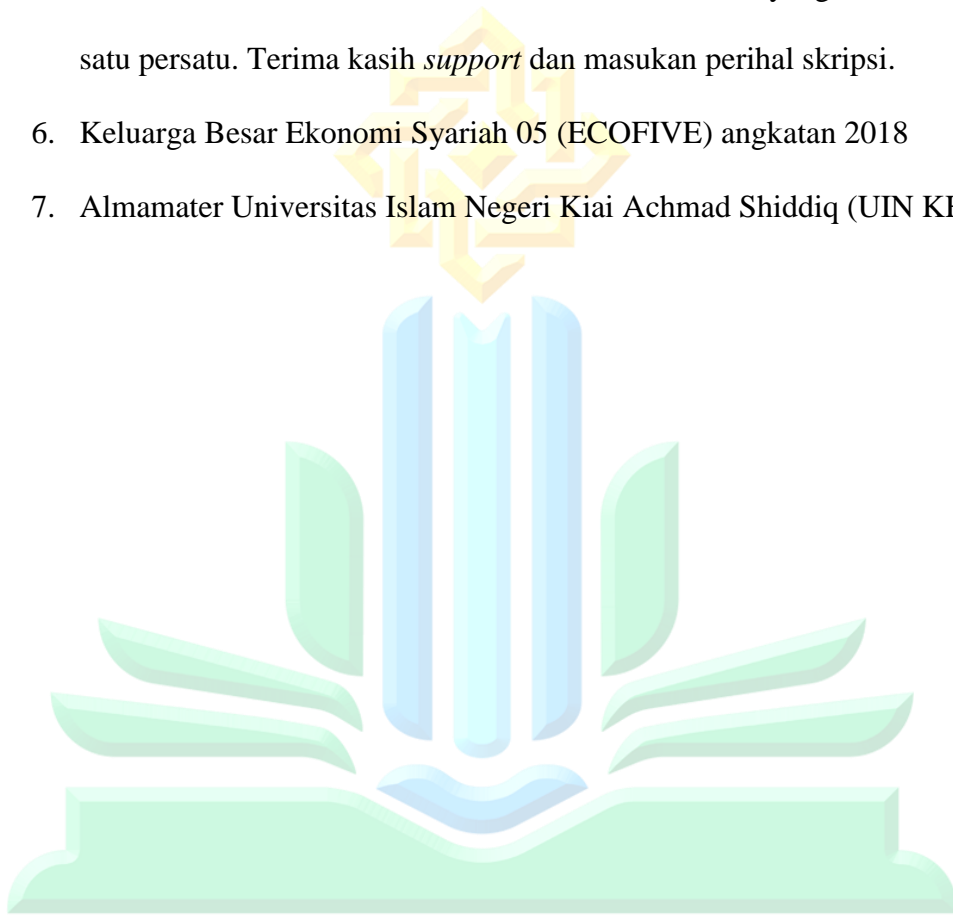 satu persatu. Terima kasih support dan masukan perihal skripsi.
6. Keluarga Besar Ekonomi Syariah 05 (ECOFIVE) angkatan 2018
7. Almamater Universitas Islam Negeri Kiai Achmad Shiddiq (UIN